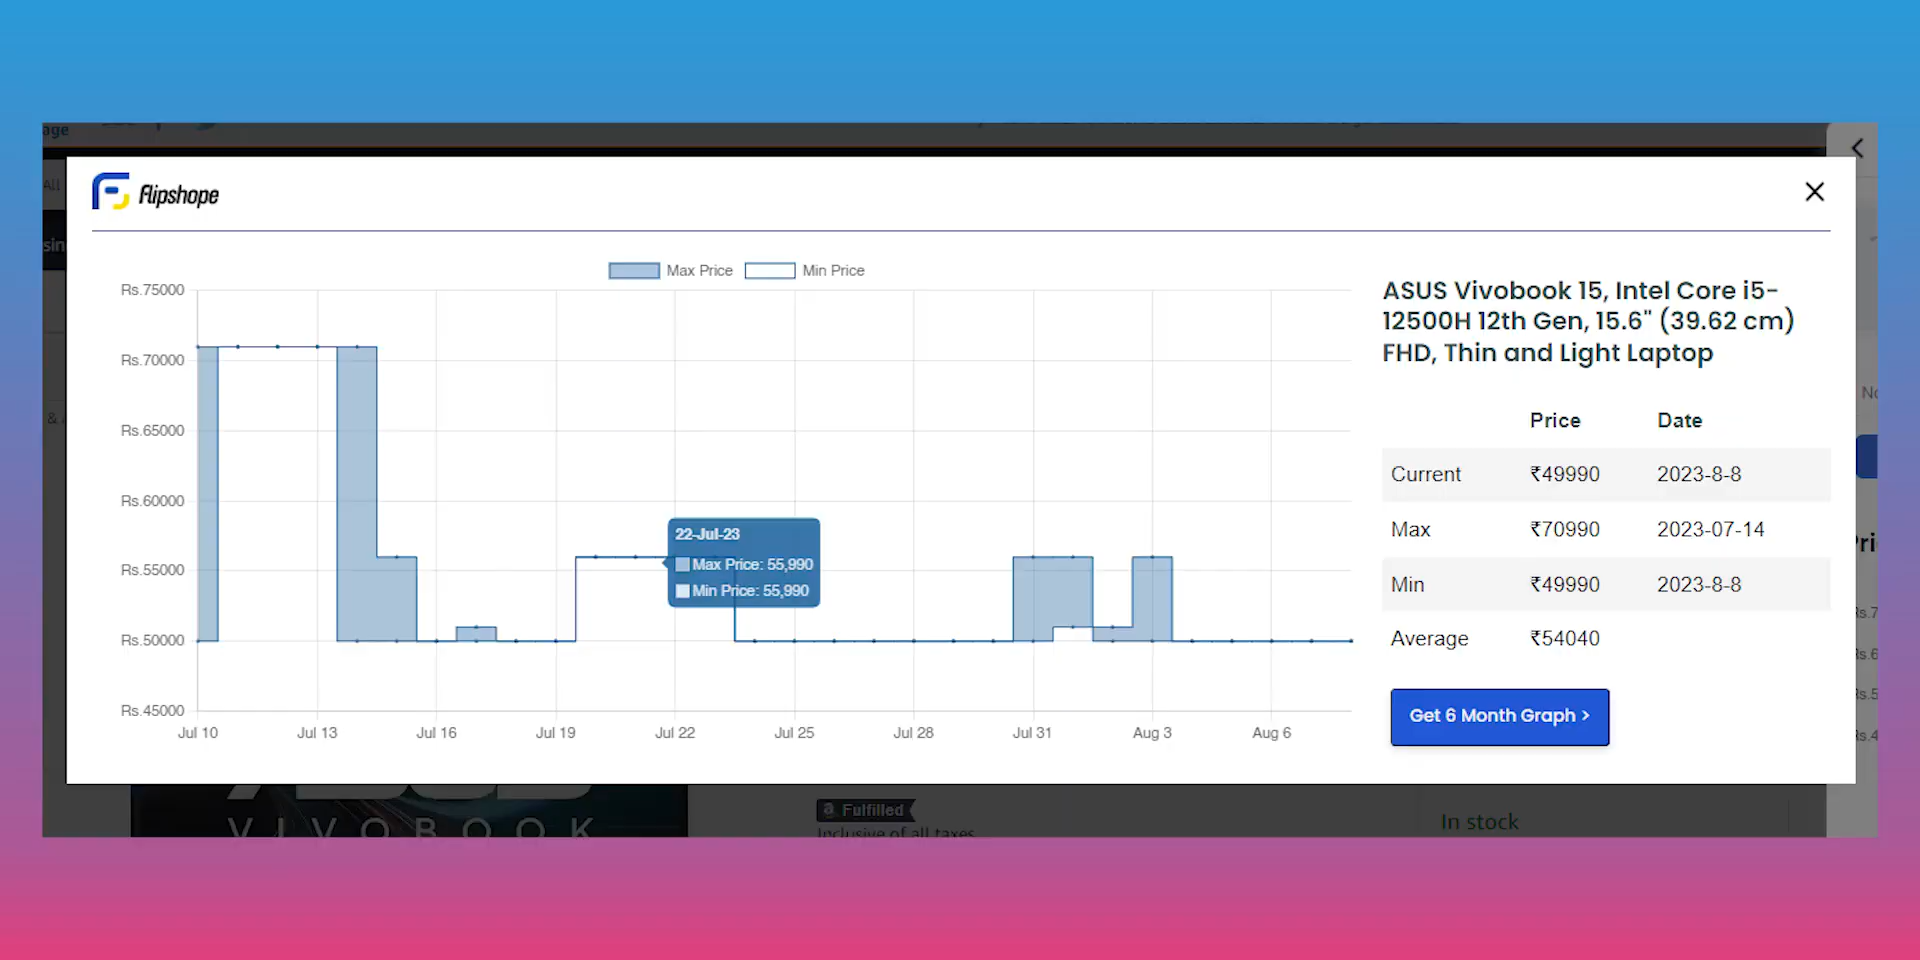 age
All
flipshope
sin
Max Price Min Price
Rs.75000
Rs.70000
Rs.65000
Rs.60000
Rs.55000
Rs.50000
Rs.45000
Jul 10 Jul 13 Jul 16 Jul 19 Jul 22 Jul 25 Jul 28 Jul 31 Aug 3 Aug 6
22-Jul-23
Max Price: 55,990
Min Price: 55,990
ASUS Vivobook 15, Intel Core i5-
12500H 12th Gen, 15.6" (39.62 cm)
FHD, Thin and Light Laptop
Price Date
Current ₹49990 2023-8-8
Max ₹70990 2023-07-14
Min ₹49990 2023-8-8
Average ₹54040
Get 6 Month Graph >
Fulfilled
Inclusive of all taxes
In stock
VIVOBOOK